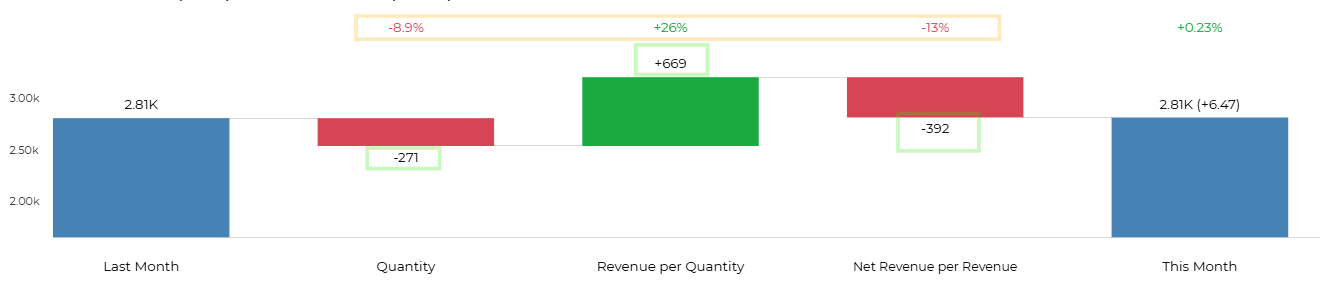 -8.9% +26% -13% +0.23%
+669
3.00k
2.81K 2.81K (+6.47)
-392
2.50k
-271
2.00k
Last Month Quantity Revenue per Quantity Net Revenue per Revenue This Month